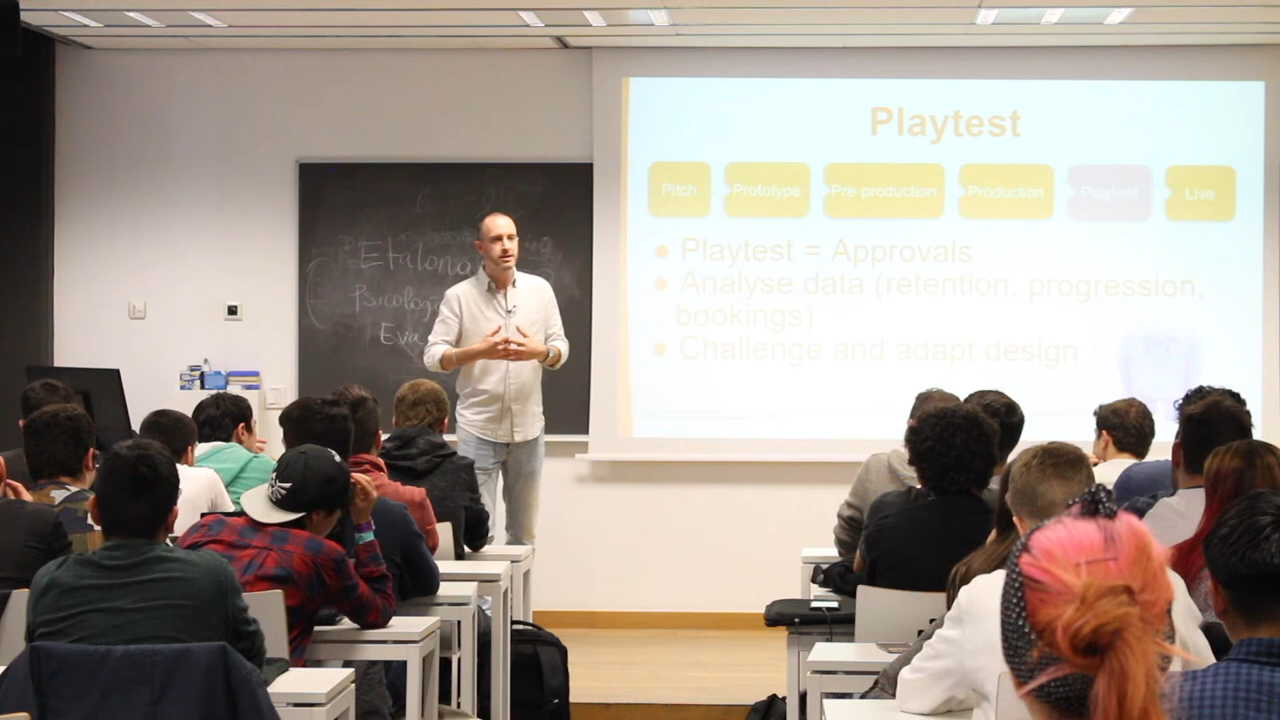 Etalona
Psicolog
Eva
Playtest
Pitch
Prototype
Pre-production
Production
Playtest
Live
● Playtest = Approvals
● Analyse data (retention, progression,
bookings)
● Challenge and adapt design